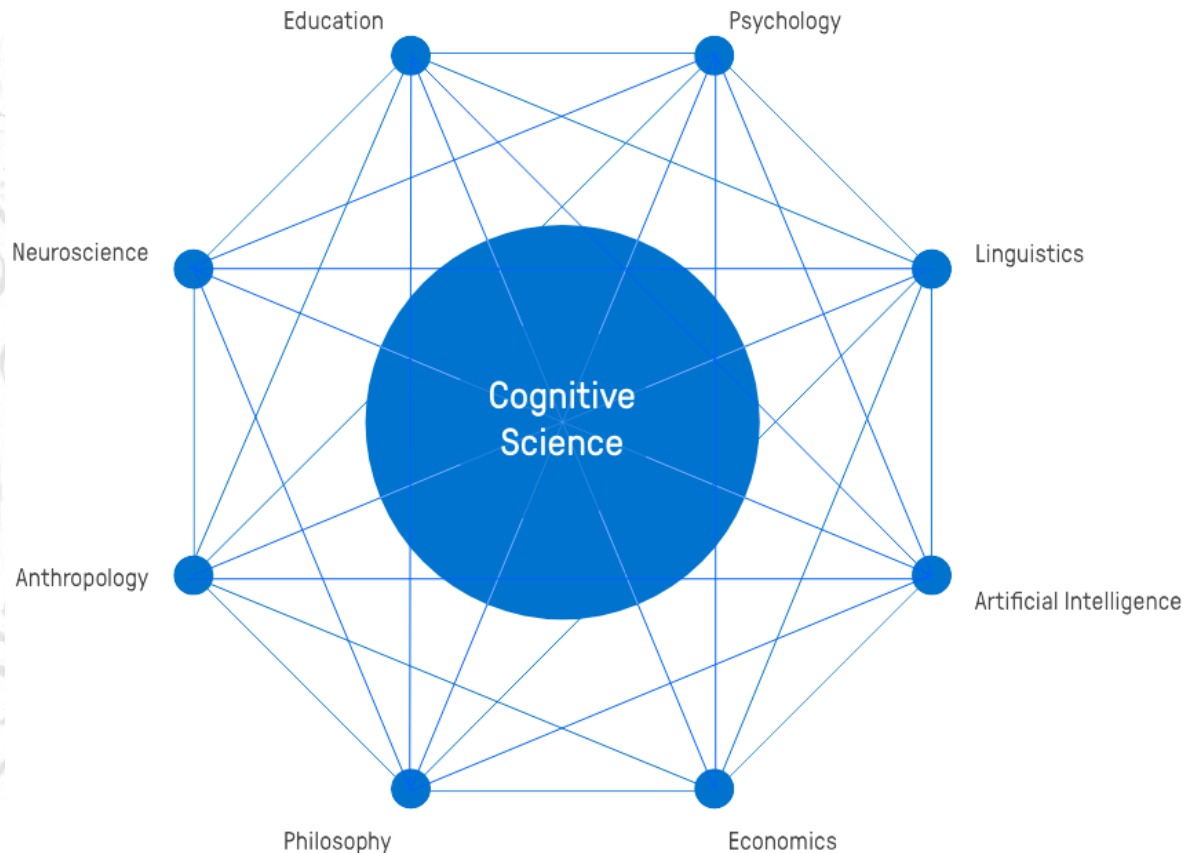 Education
Psychology
Neuroscience
Linguistics
Cognitive
Science
Anthropology
Artificial Intelligence
Philosophy
Economics